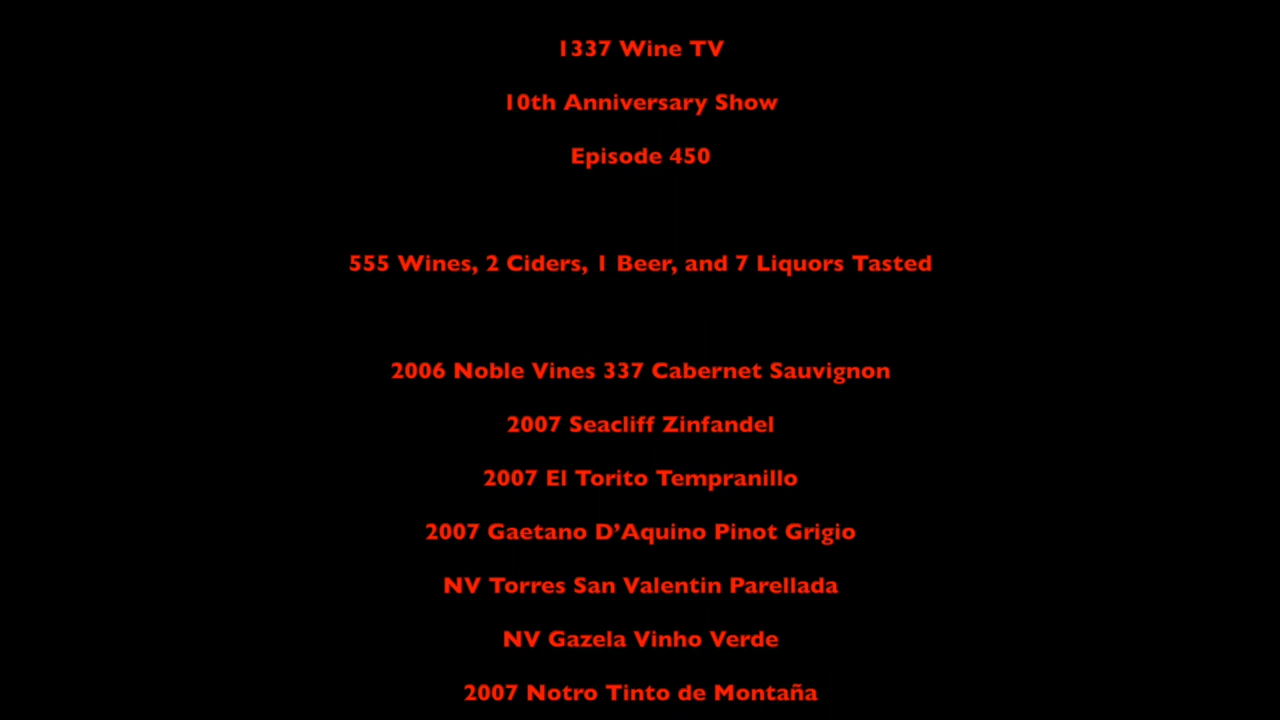 1337 Wine TV
10th Anniversary Show
Episode 450
555 Wines, 2 Ciders, 1 Beer, and 7 Liquors Tasted
2006 Noble Vines 337 Cabernet Sauvignon
2007 Seacliff Zinfandel
2007 El Torito Tempranillo
2007 Gaetano D’Aquino Pinot Grigio
NV Torres San Valentin Parellada
NV Gazela Vinho Verde
2007 Notro Tinto de Montaña